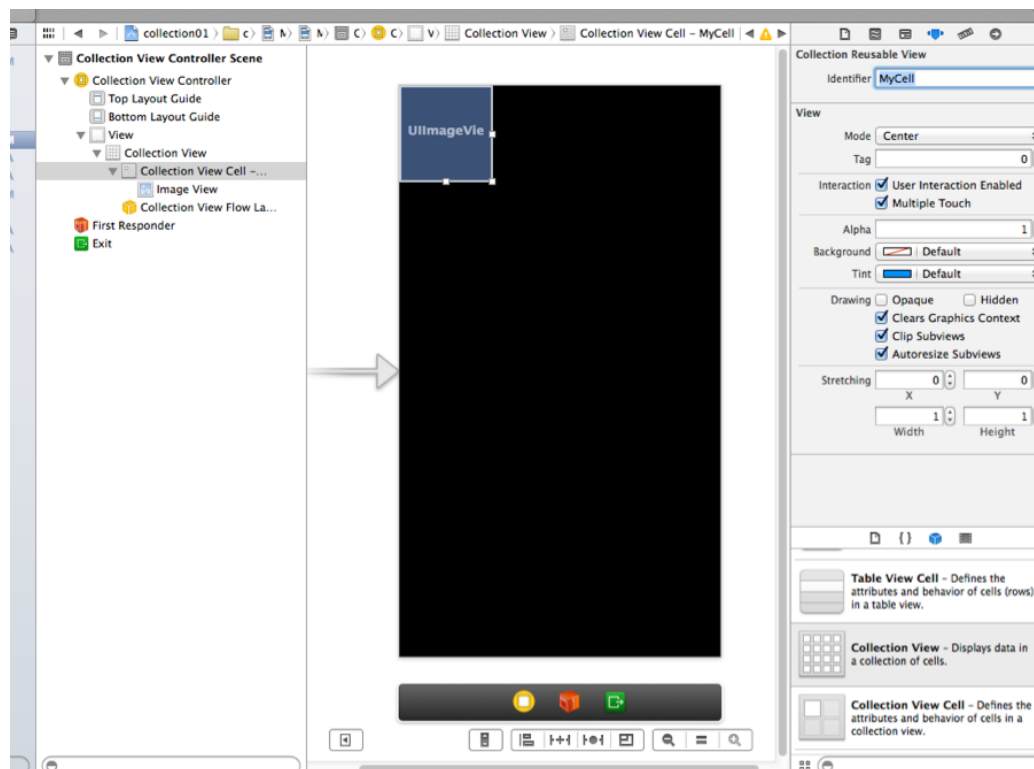 collection01 c M M C C V Collection View Collection View Cell – MyCell
Collection View Controller Scene
Collection View Controller
Top Layout Guide
Bottom Layout Guide
View
Collection View
Collection View Cell –...
Image View
Collection View Flow La...
First Responder
Exit
UIImageVie
Collection Reusable View
Identifier MyCell
View
Mode Center
Tag 0
Interaction User Interaction Enabled
Multiple Touch
Alpha 1
Background Default
Tint Default
Drawing Opaque Hidden
Clears Graphics Context
Clip Subviews
Autoresize Subviews
Stretching 0 0
X Y
1 1
Width Height
{ }
Table View Cell – Defines the
attributes and behavior of cells (rows)
in a table view.
Collection View – Displays data in
a collection of cells.
Collection View Cell – Defines the
attributes and behavior of cells in a
collection view.